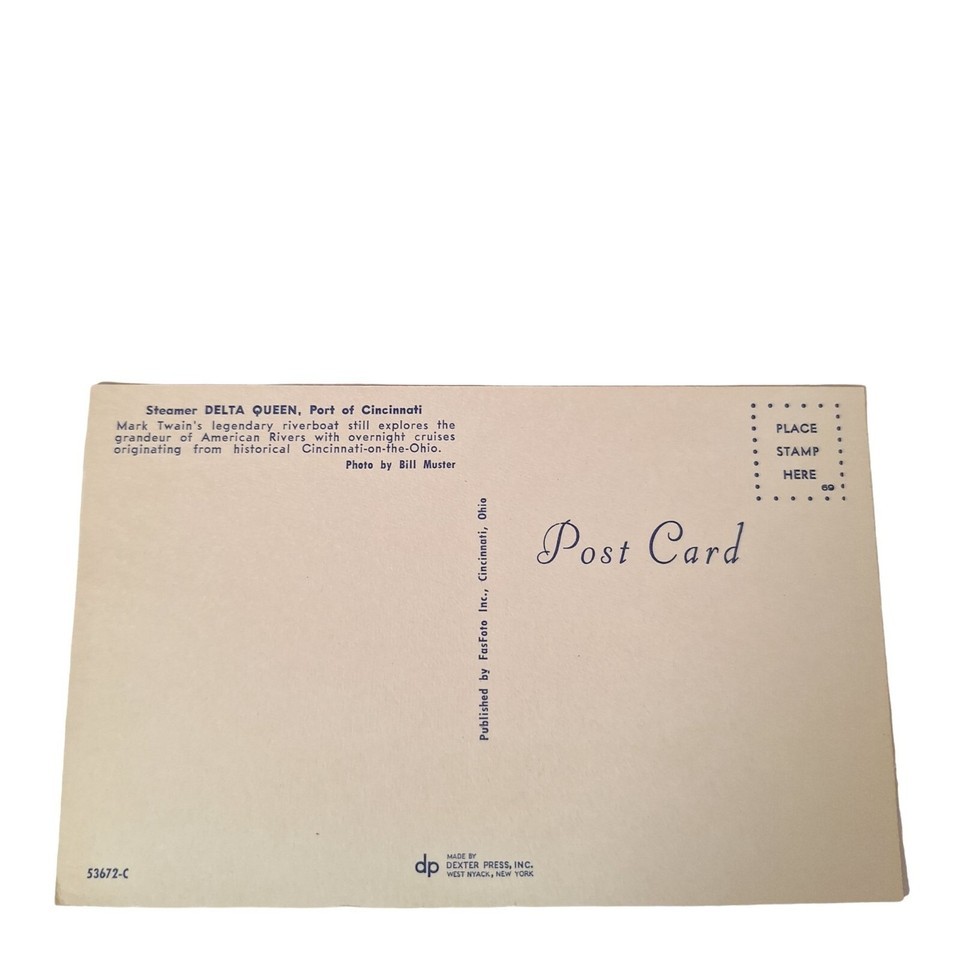 Steamer DELTA QUEEN, Port of Cincinnati
Mark Twain's legendary riverboat still explores the
grandeur of American Rivers with overnight cruises
originating from historical Cincinnati-on-the-Ohio.
Photo by Bill Muster
PLACE
STAMP
HERE
69
Post Card
Published by FasFoto Inc., Cincinnati, Ohio
53672-C
dp
MADE BY
DEXTER PRESS, INC.
WEST NYACK, NEW YORK